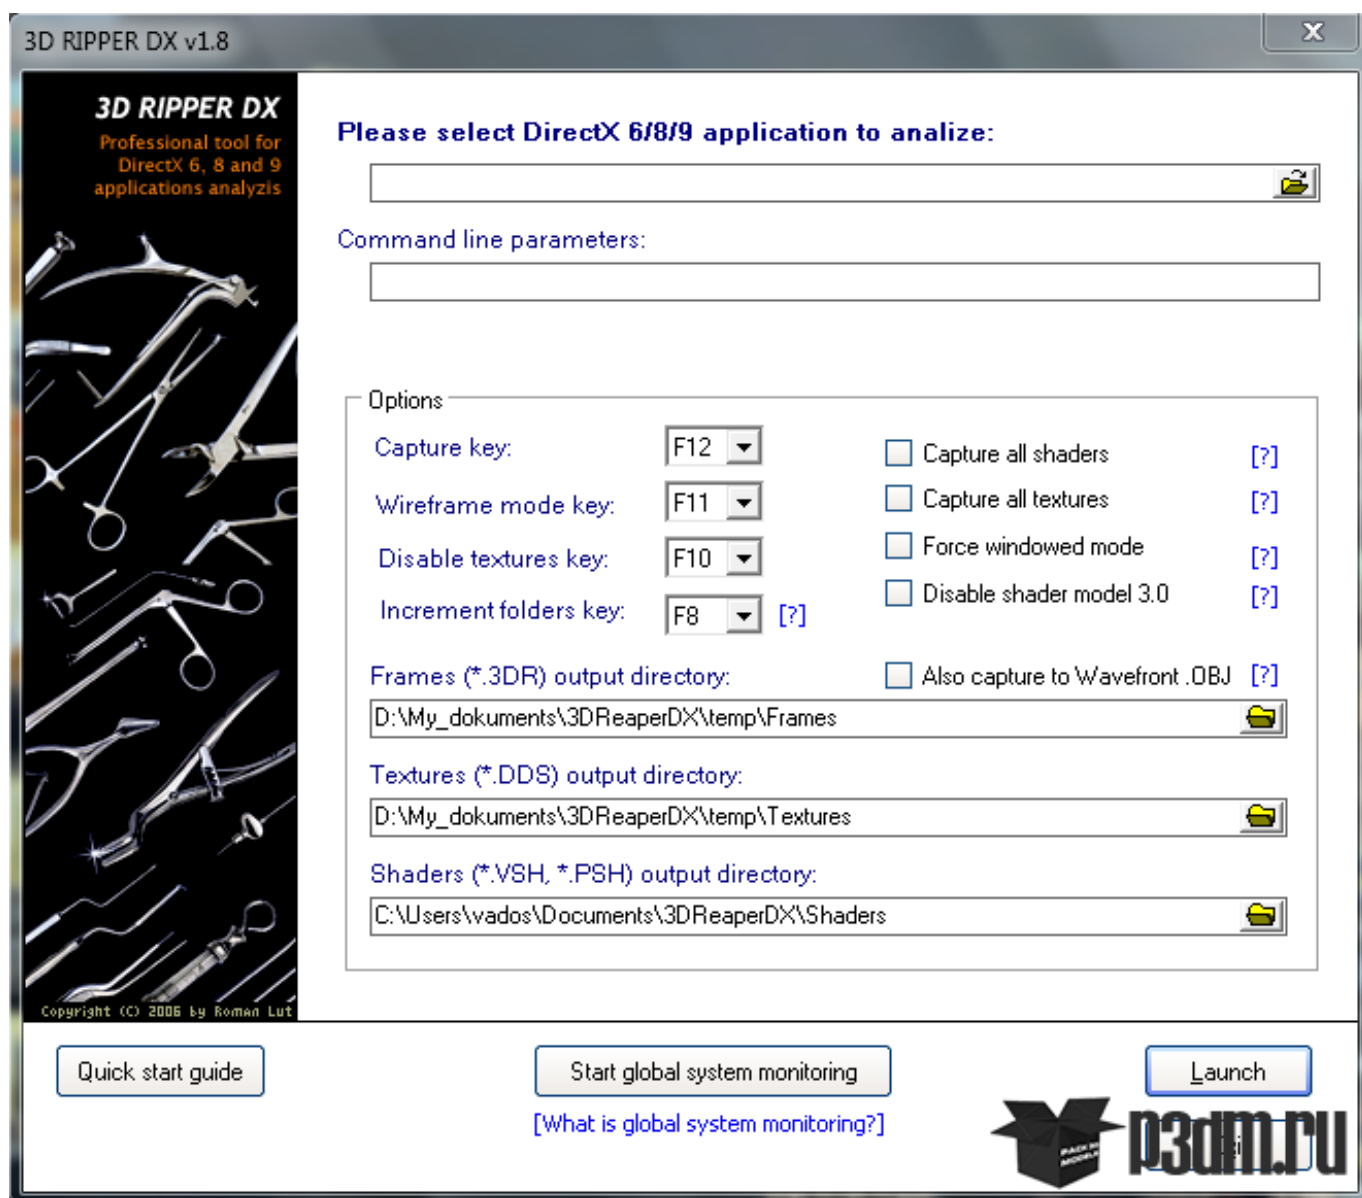 3D RIPPER DX v1.8
X
3D RIPPER DX
Professional tool for
DirectX 6, 8 and 9
applications analyzis
Please select DirectX 6/8/9 application to analize:
Command line parameters:
Options
Capture key: F12
Capture all shaders [?]
Wireframe mode key: F11
Capture all textures [?]
Disable textures key: F10
Force windowed mode [?]
Increment folders key: F8 [?]
Disable shader model 3.0 [?]
Frames (*.3DR) output directory:
Also capture to Wavefront .OBJ [?]
D:\My_dokuments\3DReaperDX\temp\Frames
Textures (*.DDS) output directory:
D:\My_dokuments\3DReaperDX\temp\Textures
Shaders (*.VSH, *.PSH) output directory:
C:\Users\vados\Documents\3DReaperDX\Shaders
Copyright (C) 2006 by Roman Lut
Quick start guide
Start global system monitoring
Launch
[What is global system monitoring?]
p3dm.ru